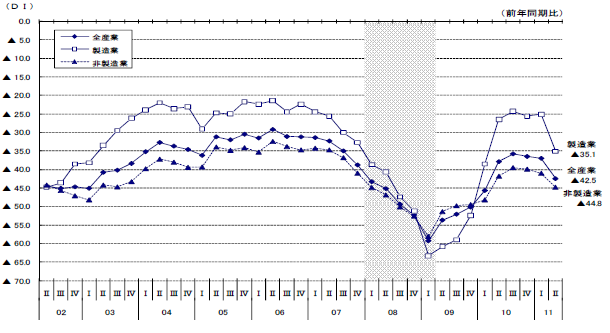 （ＤＩ）
（前年同期比）
全産業
製造業
非製造業
0.0
▲ 5.0
▲ 10.0
▲ 15.0
▲ 20.0
▲ 25.0
▲ 30.0
▲ 35.0
▲ 40.0
▲ 45.0
▲ 50.0
▲ 55.0
▲ 60.0
▲ 65.0
▲ 70.0
製造業
▲35.1
全産業
▲42.5
非製造業
▲44.8
Ⅱ Ⅲ Ⅳ Ⅰ Ⅱ Ⅲ Ⅳ Ⅰ Ⅱ Ⅲ Ⅳ Ⅰ Ⅱ Ⅲ Ⅳ Ⅰ Ⅱ Ⅲ Ⅳ Ⅰ Ⅱ Ⅲ Ⅳ Ⅰ Ⅱ Ⅲ Ⅳ Ⅰ Ⅱ Ⅲ Ⅳ Ⅰ Ⅱ Ⅲ Ⅳ Ⅰ Ⅱ
02 03 04 05 06 07 08 09 10 11